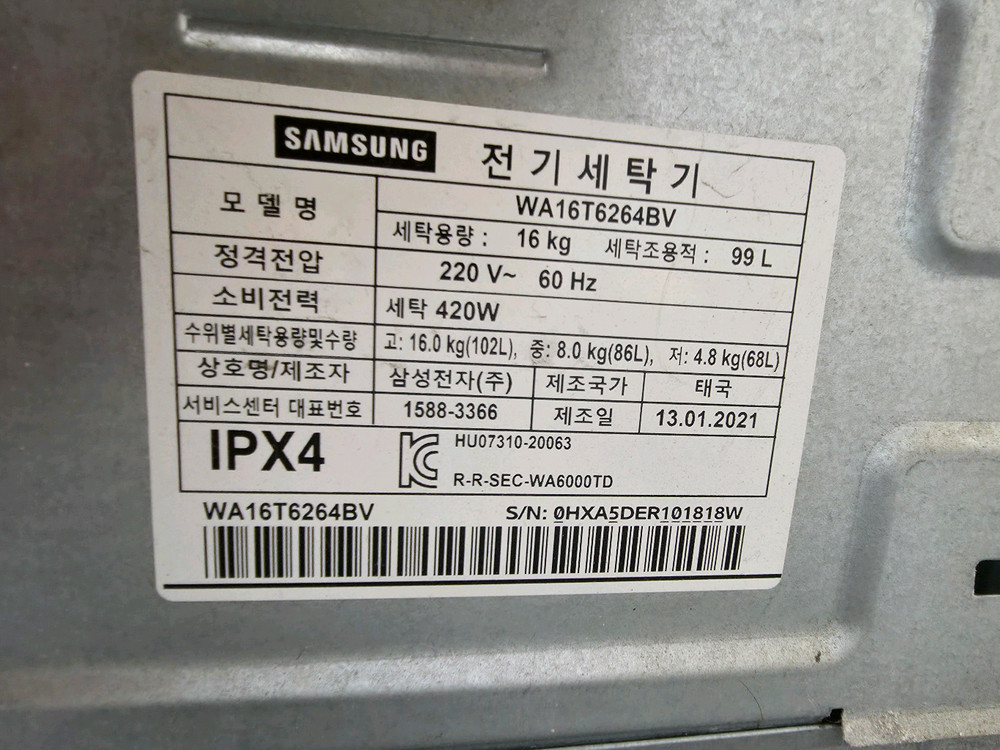 SAMSUNG 전기세탁기
모델명 WA16T6264BV
세탁용량 : 16 kg 세탁조용적 : 99 L
정격전압 220 V~ 60 Hz
소비전력 세탁 420W
수위별세탁용량및수량 고: 16.0 kg(102L), 중: 8.0 kg(86L), 저: 4.8 kg(68L)
상호명/제조자 삼성전자(주) 제조국가 태국
서비스센터 대표번호 1588-3366 제조일 13.01.2021
IPX4 HU07310-20063
R-R-SEC-WA6000TD
WA16T6264BV S/N: 0HXA5DER101818W